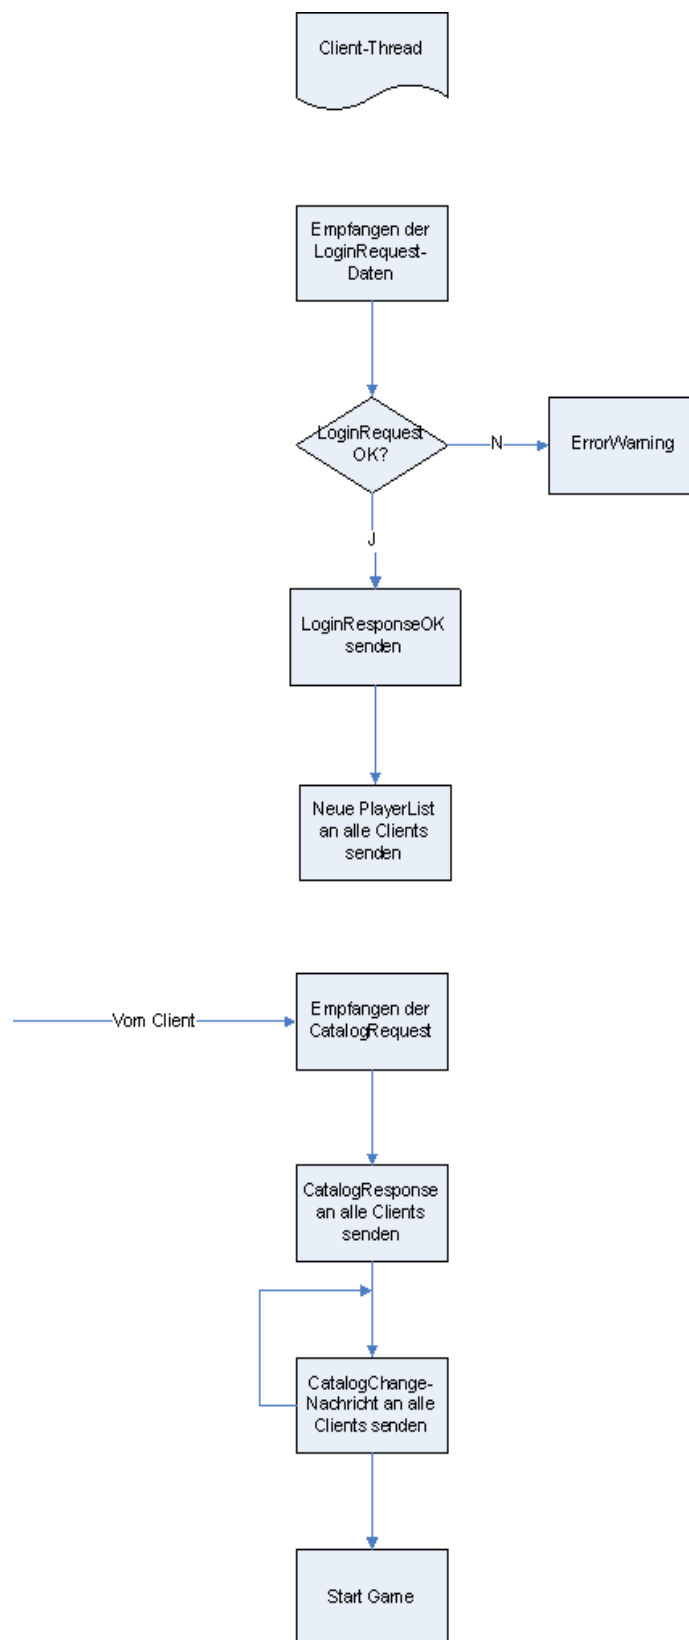 Client-Thread
Empfangen der
LoginRequest-
Daten
LoginRequest
OK?
N
ErrorWarning
J
LoginResponseOK
senden
Neue PlayerList
an alle Clients
senden
Vom Client
Empfangen der
CatalogRequest
CatalogResponse
an alle Clients
senden
CatalogChange-
Nachricht an alle
Clients senden
Start Game